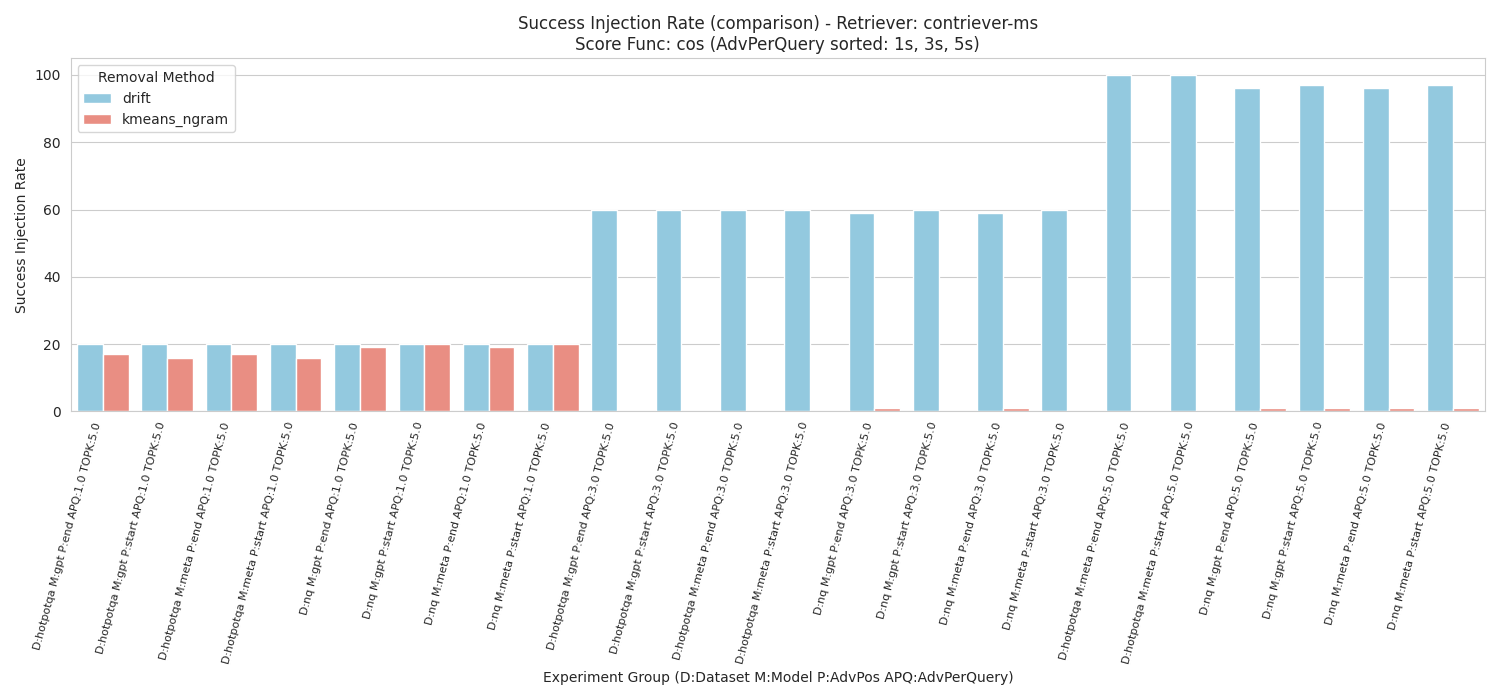 Success Injection Rate (comparison) - Retriever: contriever-ms
Score Func: cos (AdvPerQuery sorted: 1s, 3s, 5s)
Removal Method
drift
kmeans_ngram
Success Injection Rate
100
80
60
40
20
0
D:hotpotqa M:gpt P:end APQ:1.0 TOPK:5.0
D:hotpotqa M:gpt P:start APQ:1.0 TOPK:5.0
D:hotpotqa M:meta P:end APQ:1.0 TOPK:5.0
D:hotpotqa M:meta P:start APQ:1.0 TOPK:5.0
D:nq M:gpt P:end APQ:1.0 TOPK:5.0
D:nq M:gpt P:start APQ:1.0 TOPK:5.0
D:nq M:meta P:end APQ:1.0 TOPK:5.0
D:nq M:meta P:start APQ:1.0 TOPK:5.0
D:hotpotqa M:gpt P:end APQ:3.0 TOPK:5.0
D:hotpotqa M:gpt P:start APQ:3.0 TOPK:5.0
D:hotpotqa M:meta P:end APQ:3.0 TOPK:5.0
D:hotpotqa M:meta P:start APQ:3.0 TOPK:5.0
D:nq M:gpt P:end APQ:3.0 TOPK:5.0
D:nq M:gpt P:start APQ:3.0 TOPK:5.0
D:nq M:meta P:end APQ:3.0 TOPK:5.0
D:nq M:meta P:start APQ:3.0 TOPK:5.0
D:hotpotqa M:meta P:end APQ:5.0 TOPK:5.0
D:hotpotqa M:meta P:start APQ:5.0 TOPK:5.0
D:nq M:gpt P:end APQ:5.0 TOPK:5.0
D:nq M:gpt P:start APQ:5.0 TOPK:5.0
D:nq M:meta P:end APQ:5.0 TOPK:5.0
D:nq M:meta P:start APQ:5.0 TOPK:5.0
Experiment Group (D:Dataset M:Model P:AdvPos APQ:AdvPerQuery)